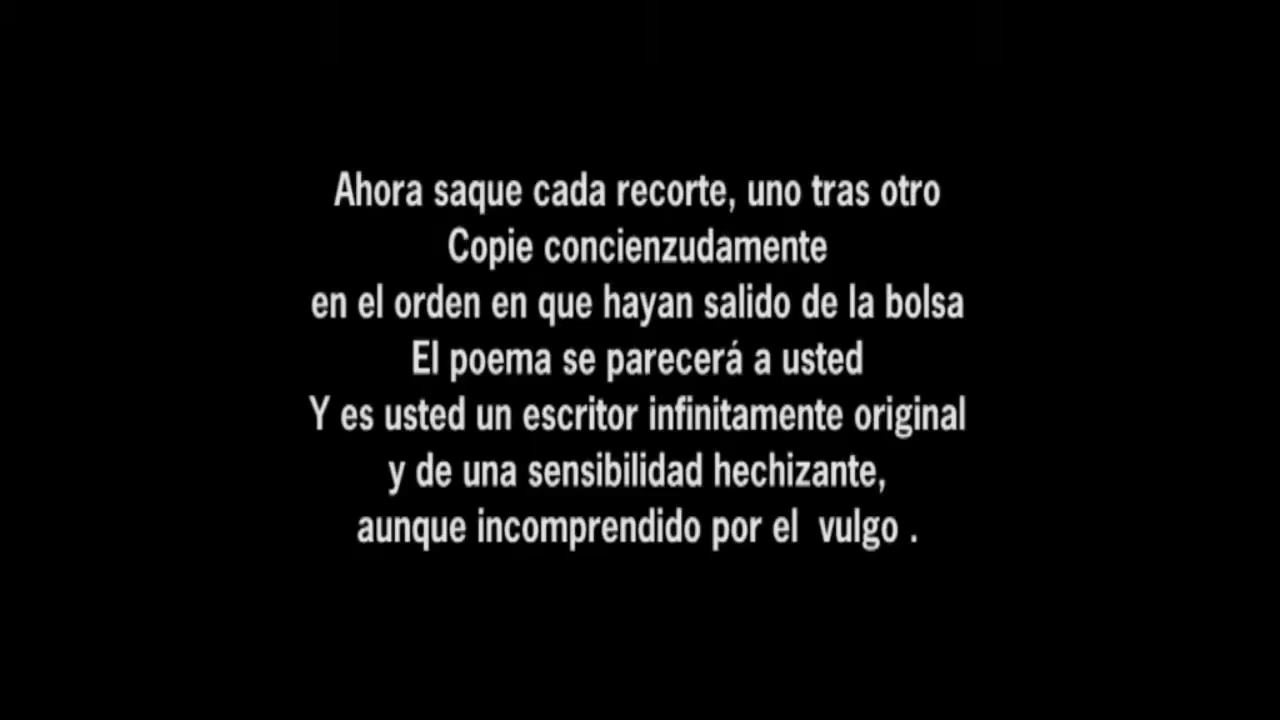 Ahora saque cada recorte, uno tras otro
Copie concienzudamente
en el orden en que hayan salido de la bolsa
El poema se parecerá a usted
Y es usted un escritor infinitamente original
y de una sensibilidad hechizante,
aunque incomprendido por el  vulgo .